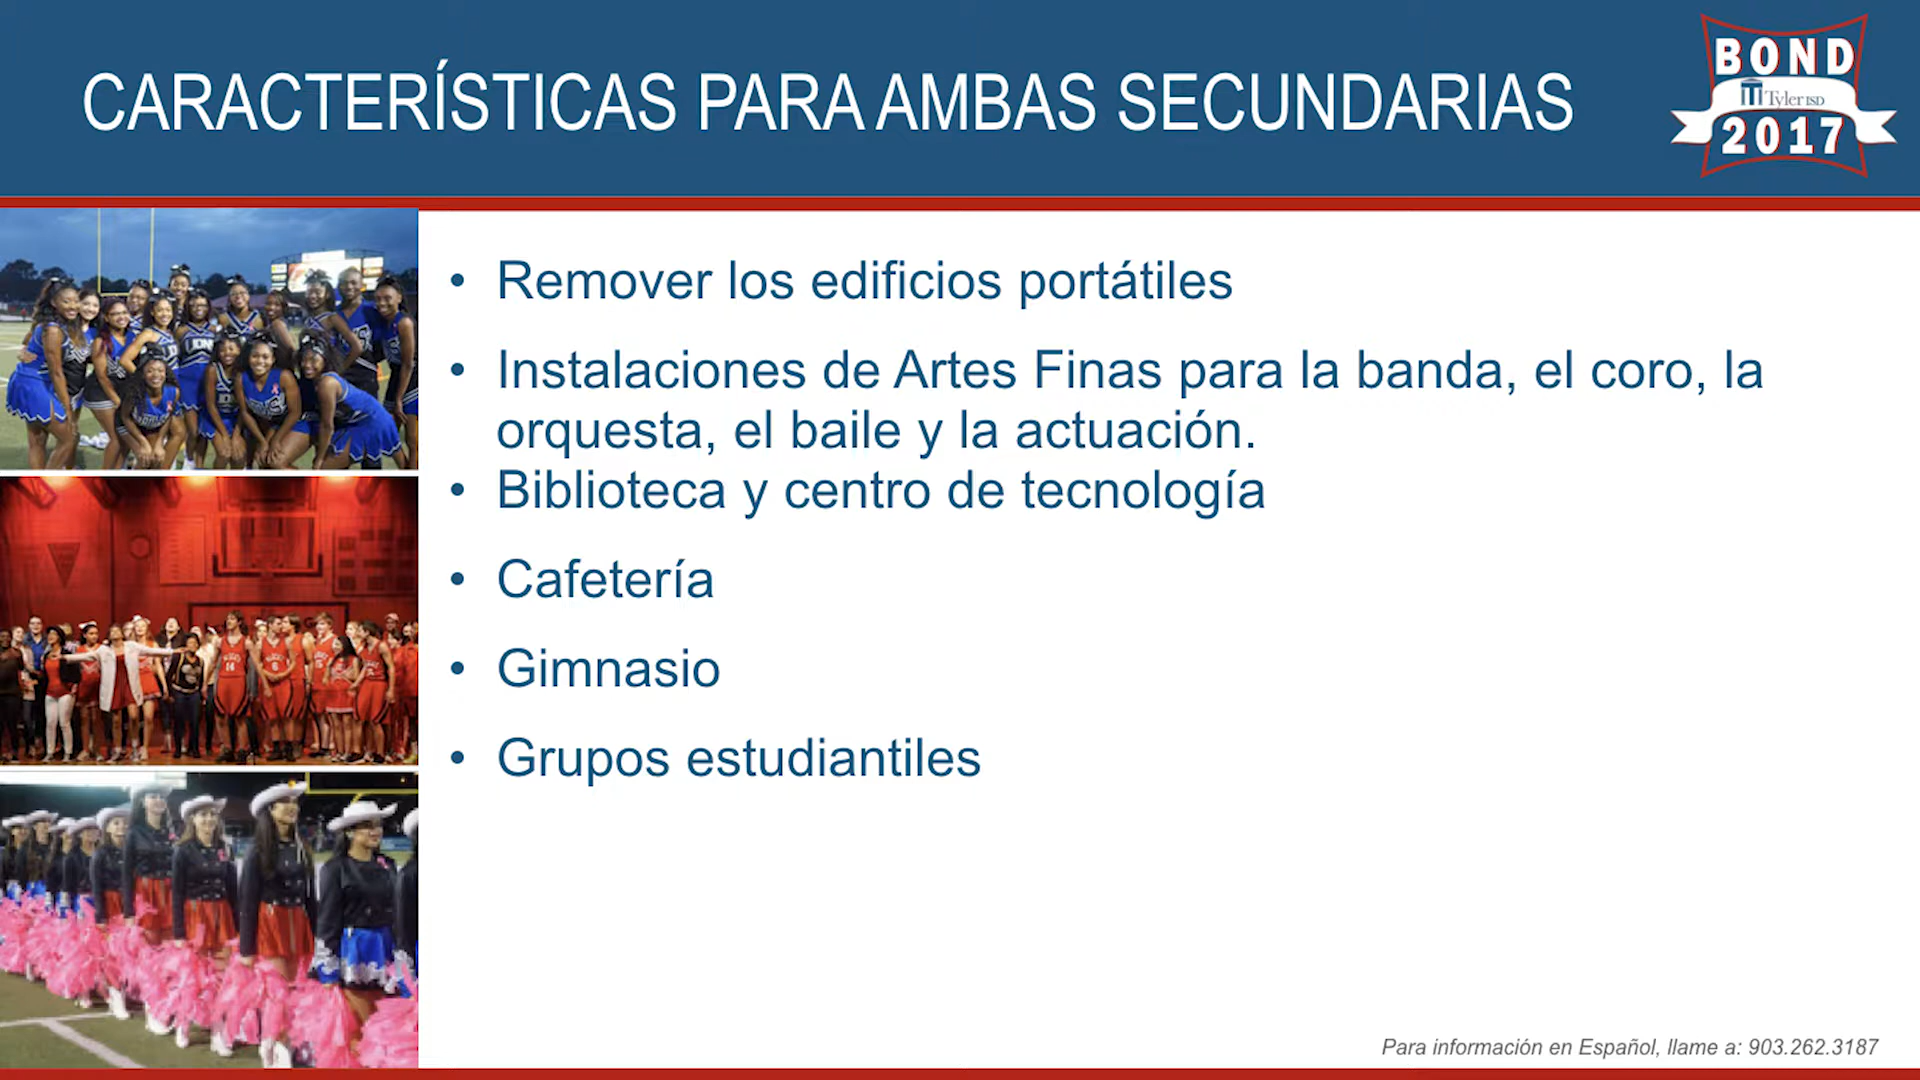 CARACTERÍSTICAS PARA AMBAS SECUNDARIAS
BOND
Tyler ISD
2017
• Remover los edificios portátiles
• Instalaciones de Artes Finas para la banda, el coro, la
orquesta, el baile y la actuación.
• Biblioteca y centro de tecnología
• Cafetería
• Gimnasio
• Grupos estudiantiles
Para información en Español, llame a: 903.262.3187